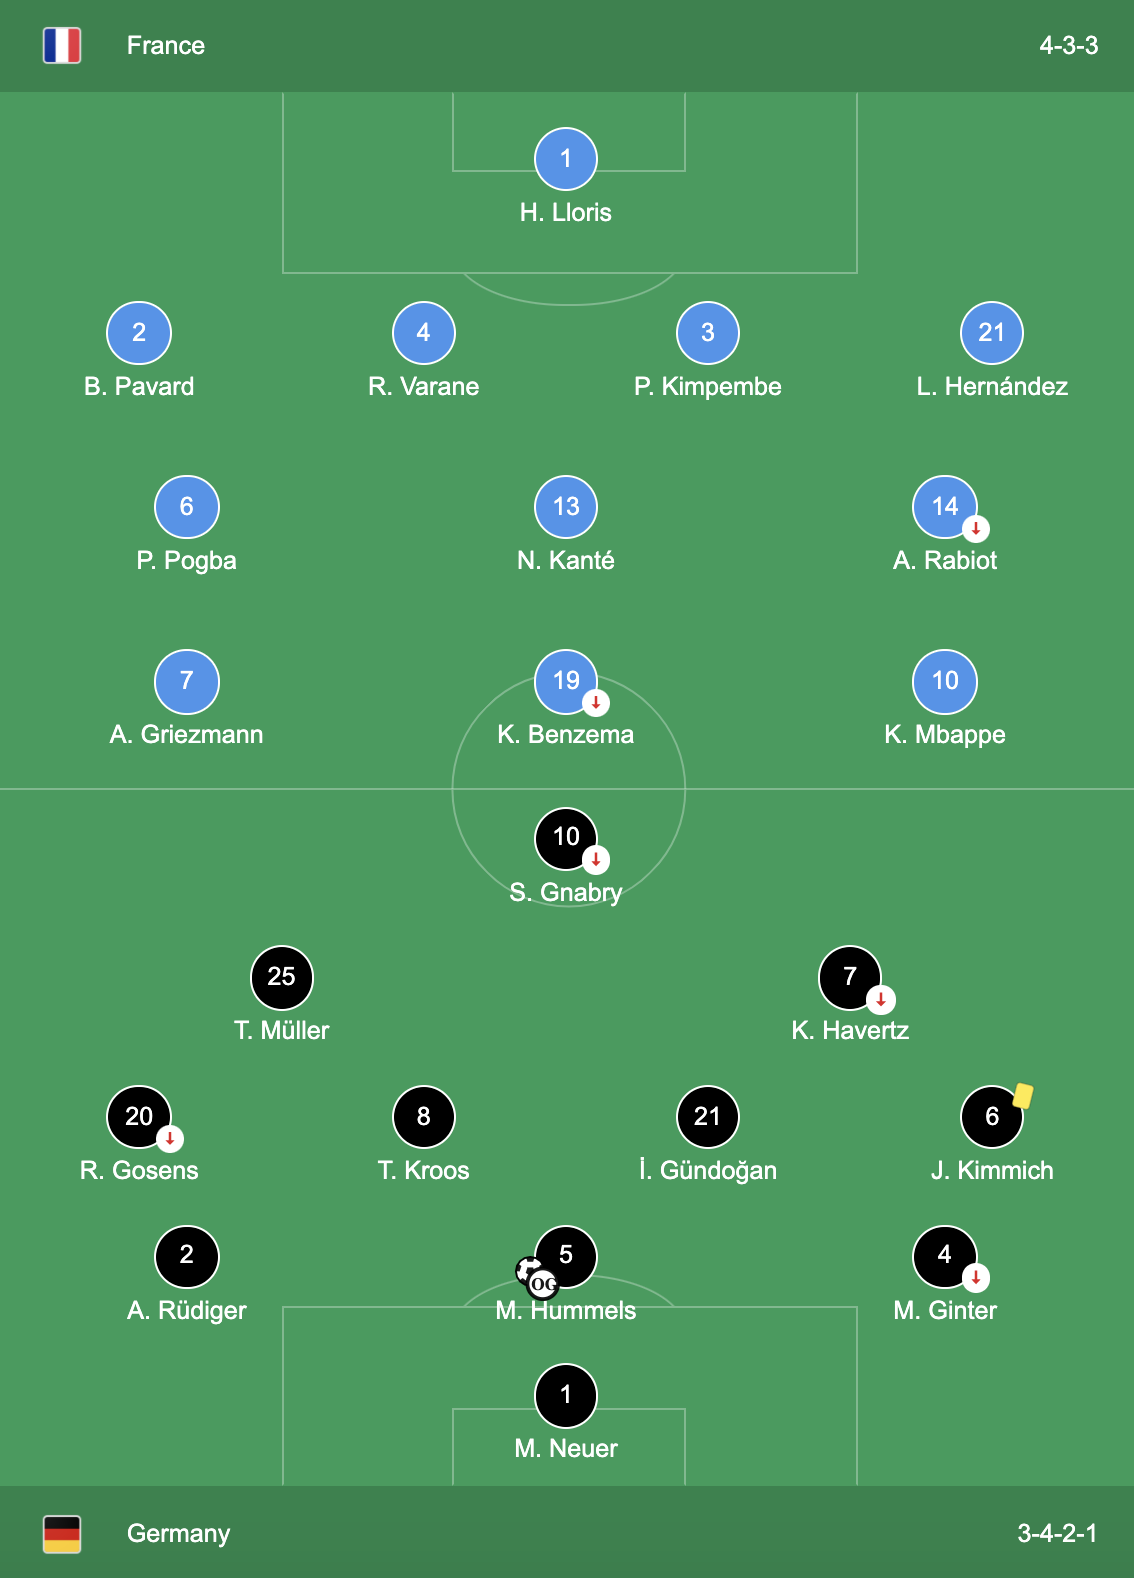 France
4-3-3
1
H. Lloris
2
4
3
21
B. Pavard
R. Varane
P. Kimpembe
L. Hernández
6
13
14
P. Pogba
N. Kanté
A. Rabiot
7
19
10
A. Griezmann
K. Benzema
K. Mbappe
10
S. Gnabry
25
7
T. Müller
K. Havertz
20
8
21
6
R. Gosens
T. Kroos
İ. Gündoğan
J. Kimmich
2
5
4
OG
A. Rüdiger
M. Hummels
M. Ginter
1
M. Neuer
Germany
3-4-2-1